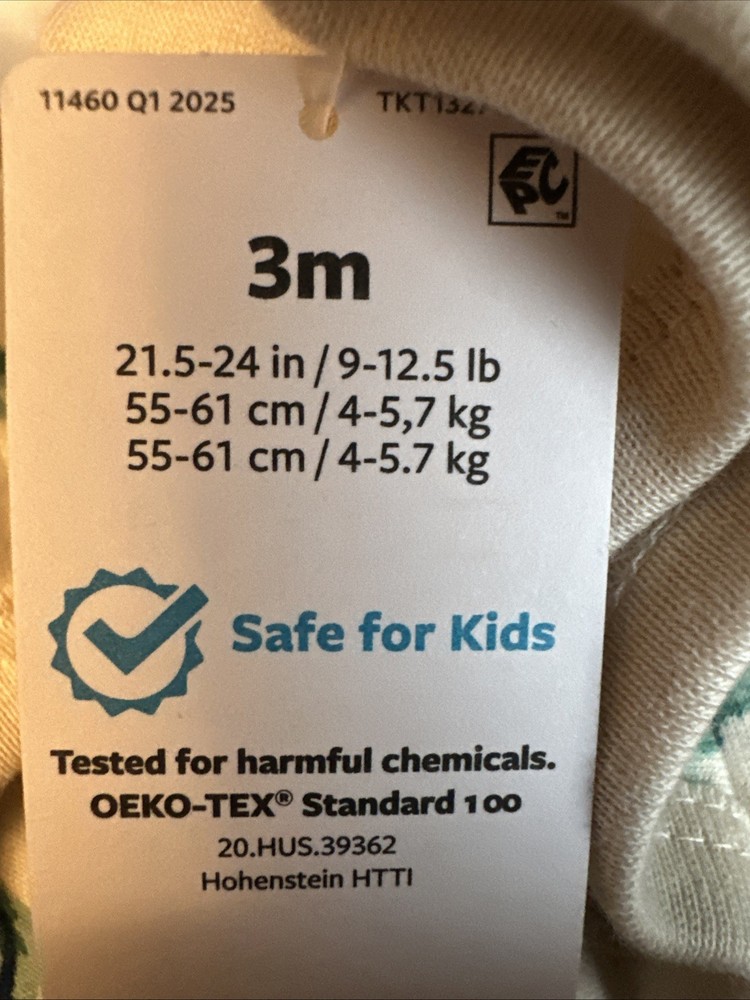 11460 Q1 2025
EPC
TM
3m
21.5-24 in / 9-12.5 lb
55-61 cm / 4-5,7 kg
55-61 cm / 4-5.7 kg
Safe for Kids
Tested for harmful chemicals.
OEKO-TEX® Standard 100
20.HUS.39362
Hohenstein HTTI